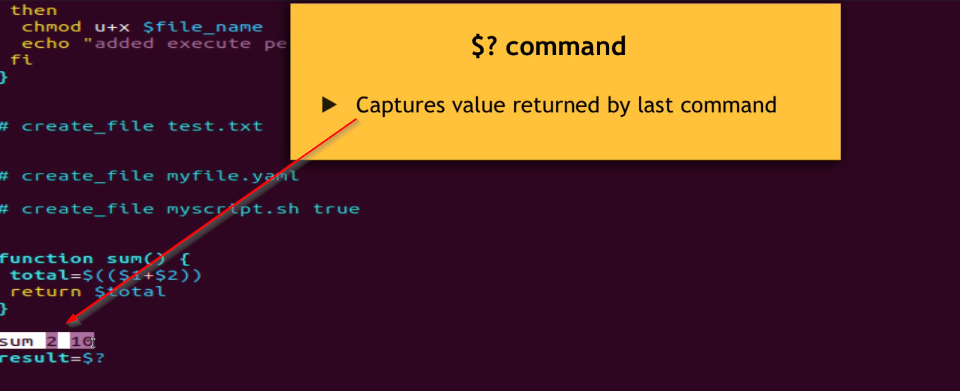 then
chmod u+x $file_name
echo "added execute pe
fi
}
$? command
▶ Captures value returned by last command
# create_file test.txt
# create_file myfile.yaml
# create_file myscript.sh true
function sum() {
total=$(($1+$2))
return $total
}
sum 2 10
result=$?